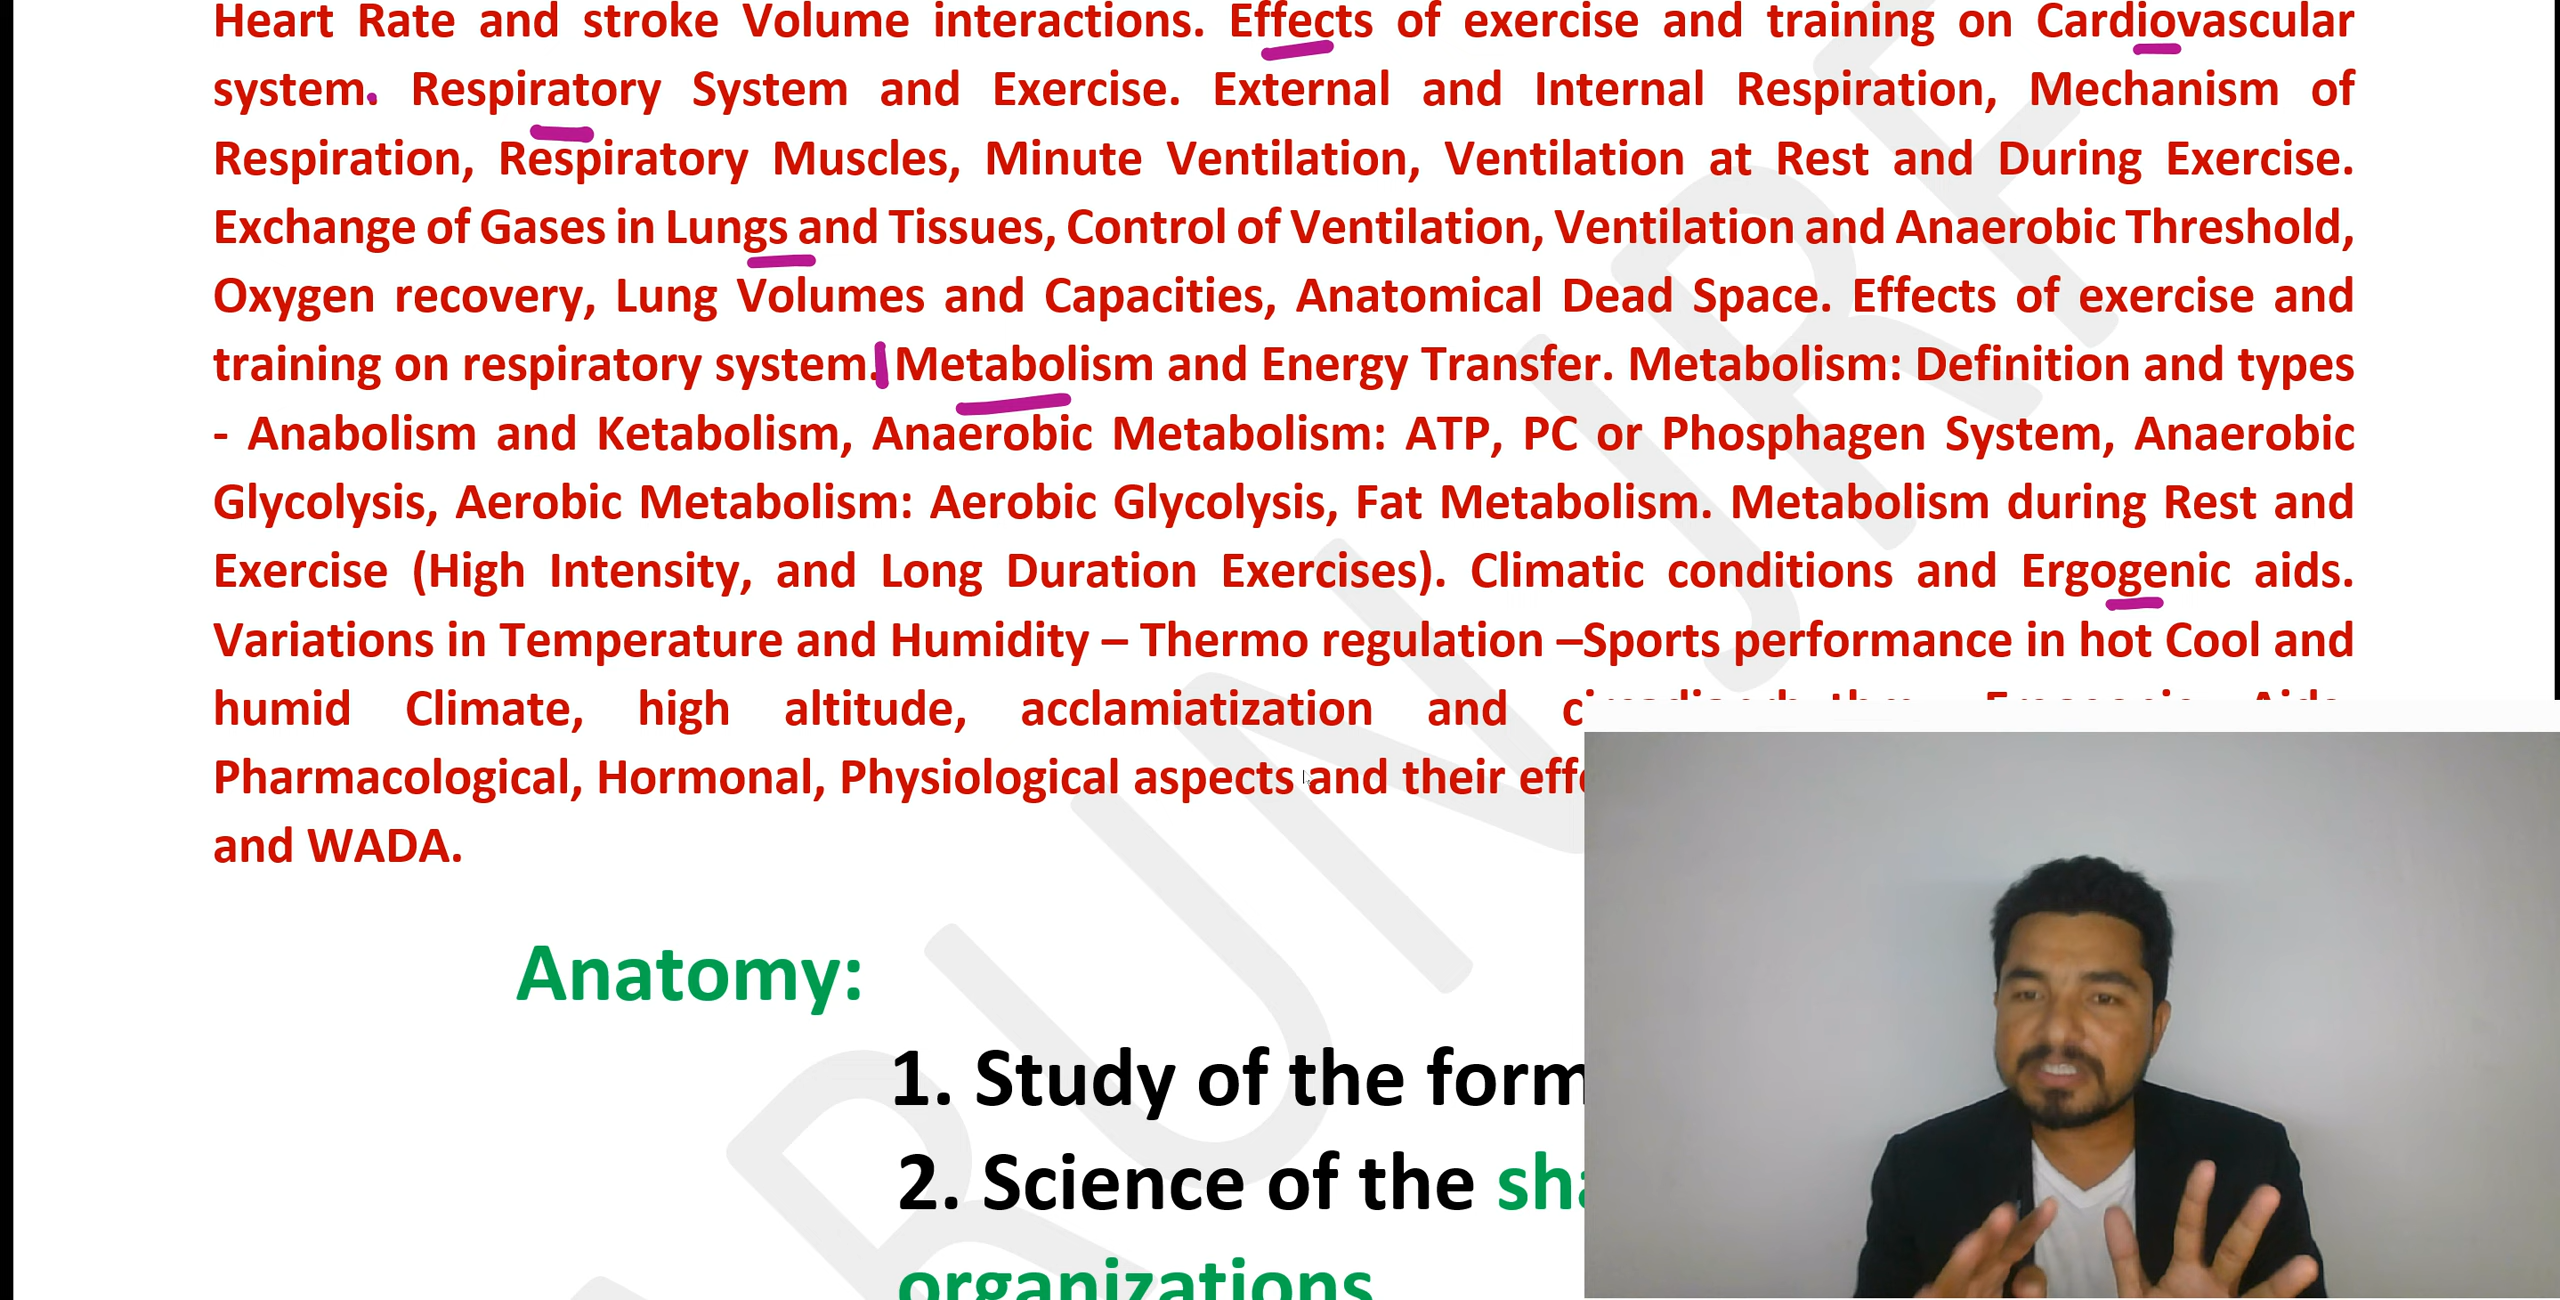 Heart Rate and stroke Volume interactions. Effects of exercise and training on Cardiovascular
system. Respiratory System and Exercise. External and Internal Respiration, Mechanism of
Respiration, Respiratory Muscles, Minute Ventilation, Ventilation at Rest and During Exercise.
Exchange of Gases in Lungs and Tissues, Control of Ventilation, Ventilation and Anaerobic Threshold,
Oxygen recovery, Lung Volumes and Capacities, Anatomical Dead Space. Effects of exercise and
training on respiratory system. Metabolism and Energy Transfer. Metabolism: Definition and types
- Anabolism and Ketabolism, Anaerobic Metabolism: ATP, PC or Phosphagen System, Anaerobic
Glycolysis, Aerobic Metabolism: Aerobic Glycolysis, Fat Metabolism. Metabolism during Rest and
Exercise (High Intensity, and Long Duration Exercises). Climatic conditions and Ergogenic aids.
Variations in Temperature and Humidity – Thermo regulation –Sports performance in hot Cool and
humid Climate, high altitude, acclamiatization and
Pharmacological, Hormonal, Physiological aspects and their
and WADA.
Anatomy:
1. Study of the form
2. Science of the
organizations